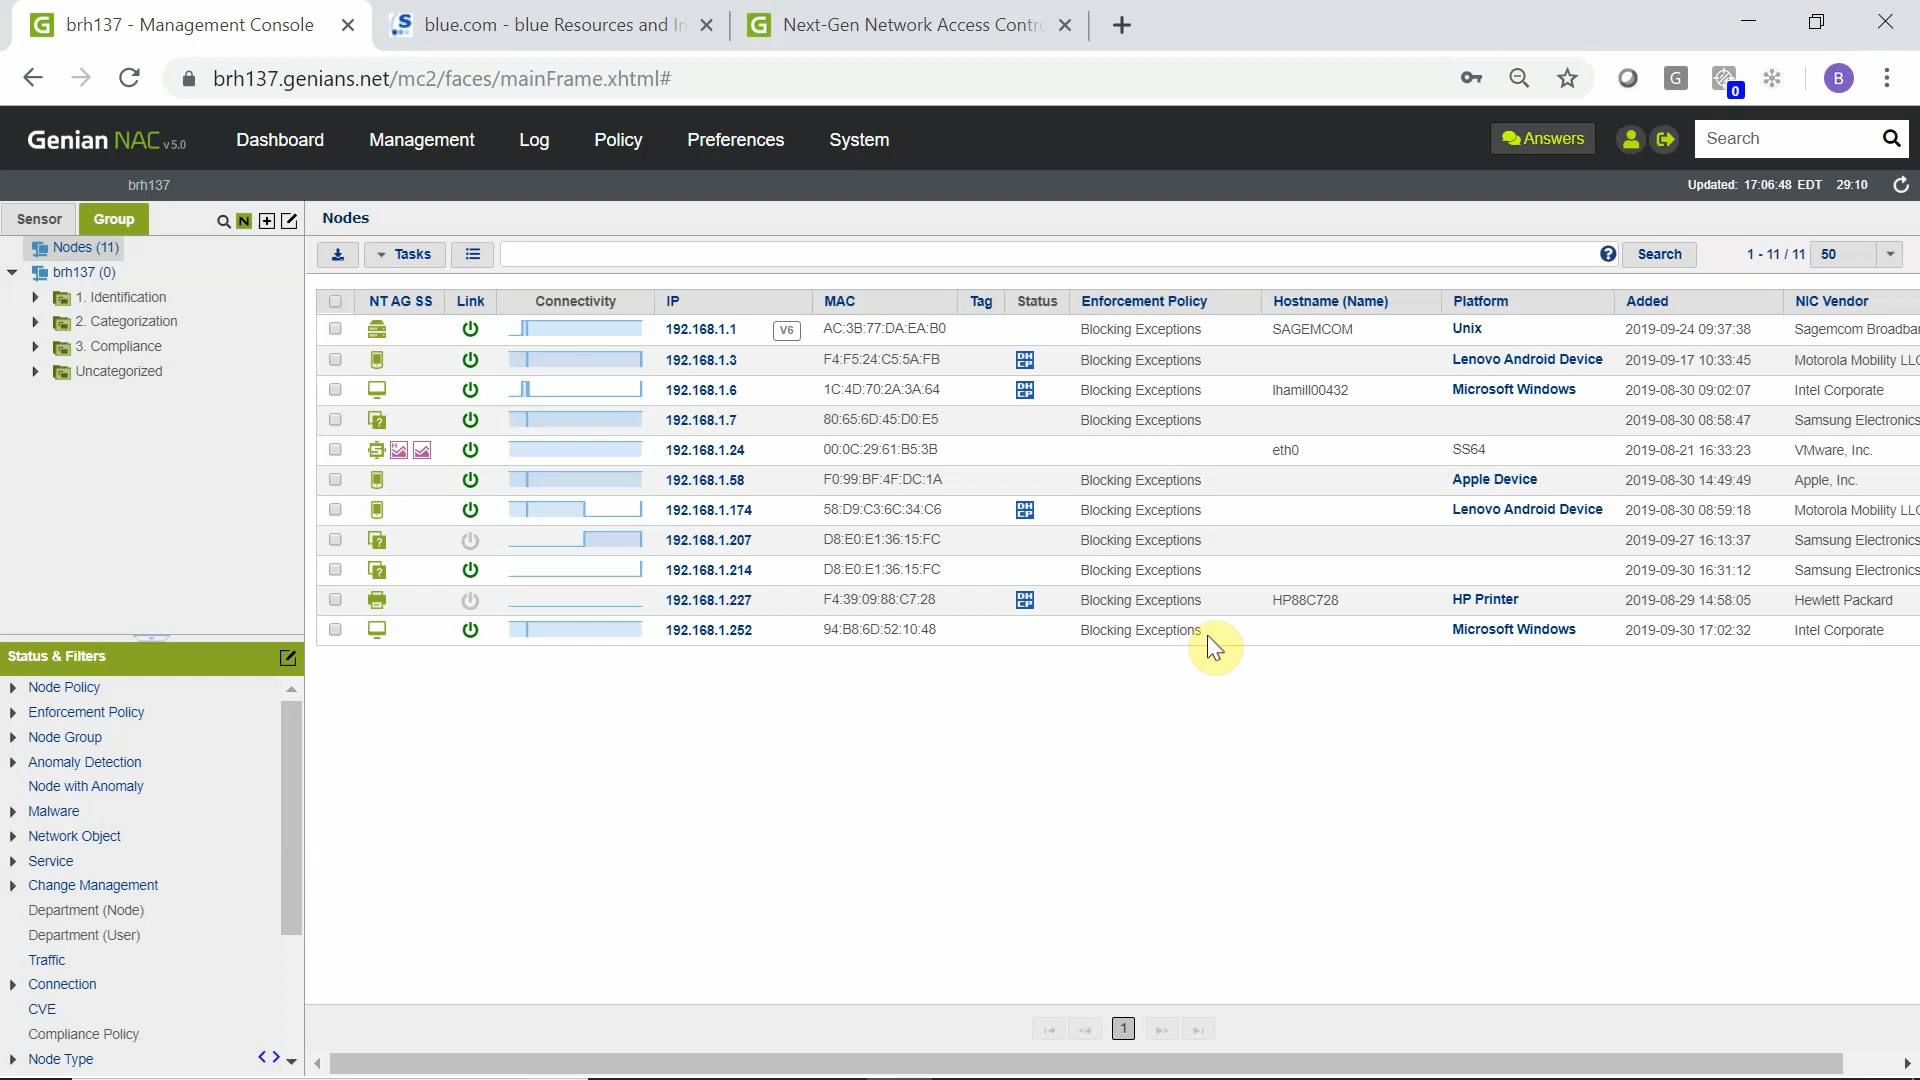 brh137 - Management Console
blue.com - blue Resources and In
Next-Gen Network Access Contro
brh137.genians.net/mc2/faces/mainFrame.xhtml#
G
0
B
Genian NAC v5.0
Dashboard
Management
Log
Policy
Preferences
System
Answers
Search
brh137
Updated: 17:06:48 EDT 29:10
Sensor
Group
N
Nodes
Nodes (11)
brh137 (0)
1. Identification
2. Categorization
3. Compliance
Uncategorized
Tasks
Search
1 - 11 / 11
50
NT AG SS Link Connectivity IP MAC Tag Status Enforcement Policy Hostname (Name) Platform Added NIC Vendor
192.168.1.1 V6 AC:3B:77:DA:EA:B0 Blocking Exceptions SAGEMCOM Unix 2019-09-24 09:37:38 Sagemcom Broadba
192.168.1.3 F4:F5:24:C5:5A:FB DHCP Blocking Exceptions Lenovo Android Device 2019-09-17 10:33:45 Motorola Mobility LLC
192.168.1.6 1C:4D:70:2A:3A:64 DHCP Blocking Exceptions lhamill00432 Microsoft Windows 2019-08-30 09:02:07 Intel Corporate
192.168.1.7 80:65:6D:45:D0:E5 Blocking Exceptions 2019-08-30 08:58:47 Samsung Electronics
192.168.1.24 00:0C:29:61:B5:3B eth0 SS64 2019-08-21 16:33:23 VMware, Inc.
192.168.1.58 F0:99:BF:4F:DC:1A Blocking Exceptions Apple Device 2019-08-30 14:49:49 Apple, Inc.
192.168.1.174 58:D9:C3:6C:34:C6 DHCP Blocking Exceptions Lenovo Android Device 2019-08-30 08:59:18 Motorola Mobility LLC
192.168.1.207 D8:E0:E1:36:15:FC Blocking Exceptions 2019-09-27 16:13:37 Samsung Electronics
192.168.1.214 D8:E0:E1:36:15:FC Blocking Exceptions 2019-09-30 16:31:12 Samsung Electronics
192.168.1.227 F4:39:09:88:C7:28 DHCP Blocking Exceptions HP88C728 HP Printer 2019-08-29 14:58:05 Hewlett Packard
192.168.1.252 94:B8:6D:52:10:48 Blocking Exceptions Microsoft Windows 2019-09-30 17:02:32 Intel Corporate
Status & Filters
Node Policy
Enforcement Policy
Node Group
Anomaly Detection
Node with Anomaly
Malware
Network Object
Service
Change Management
Department (Node)
Department (User)
Traffic
Connection
CVE
Compliance Policy
Node Type
1